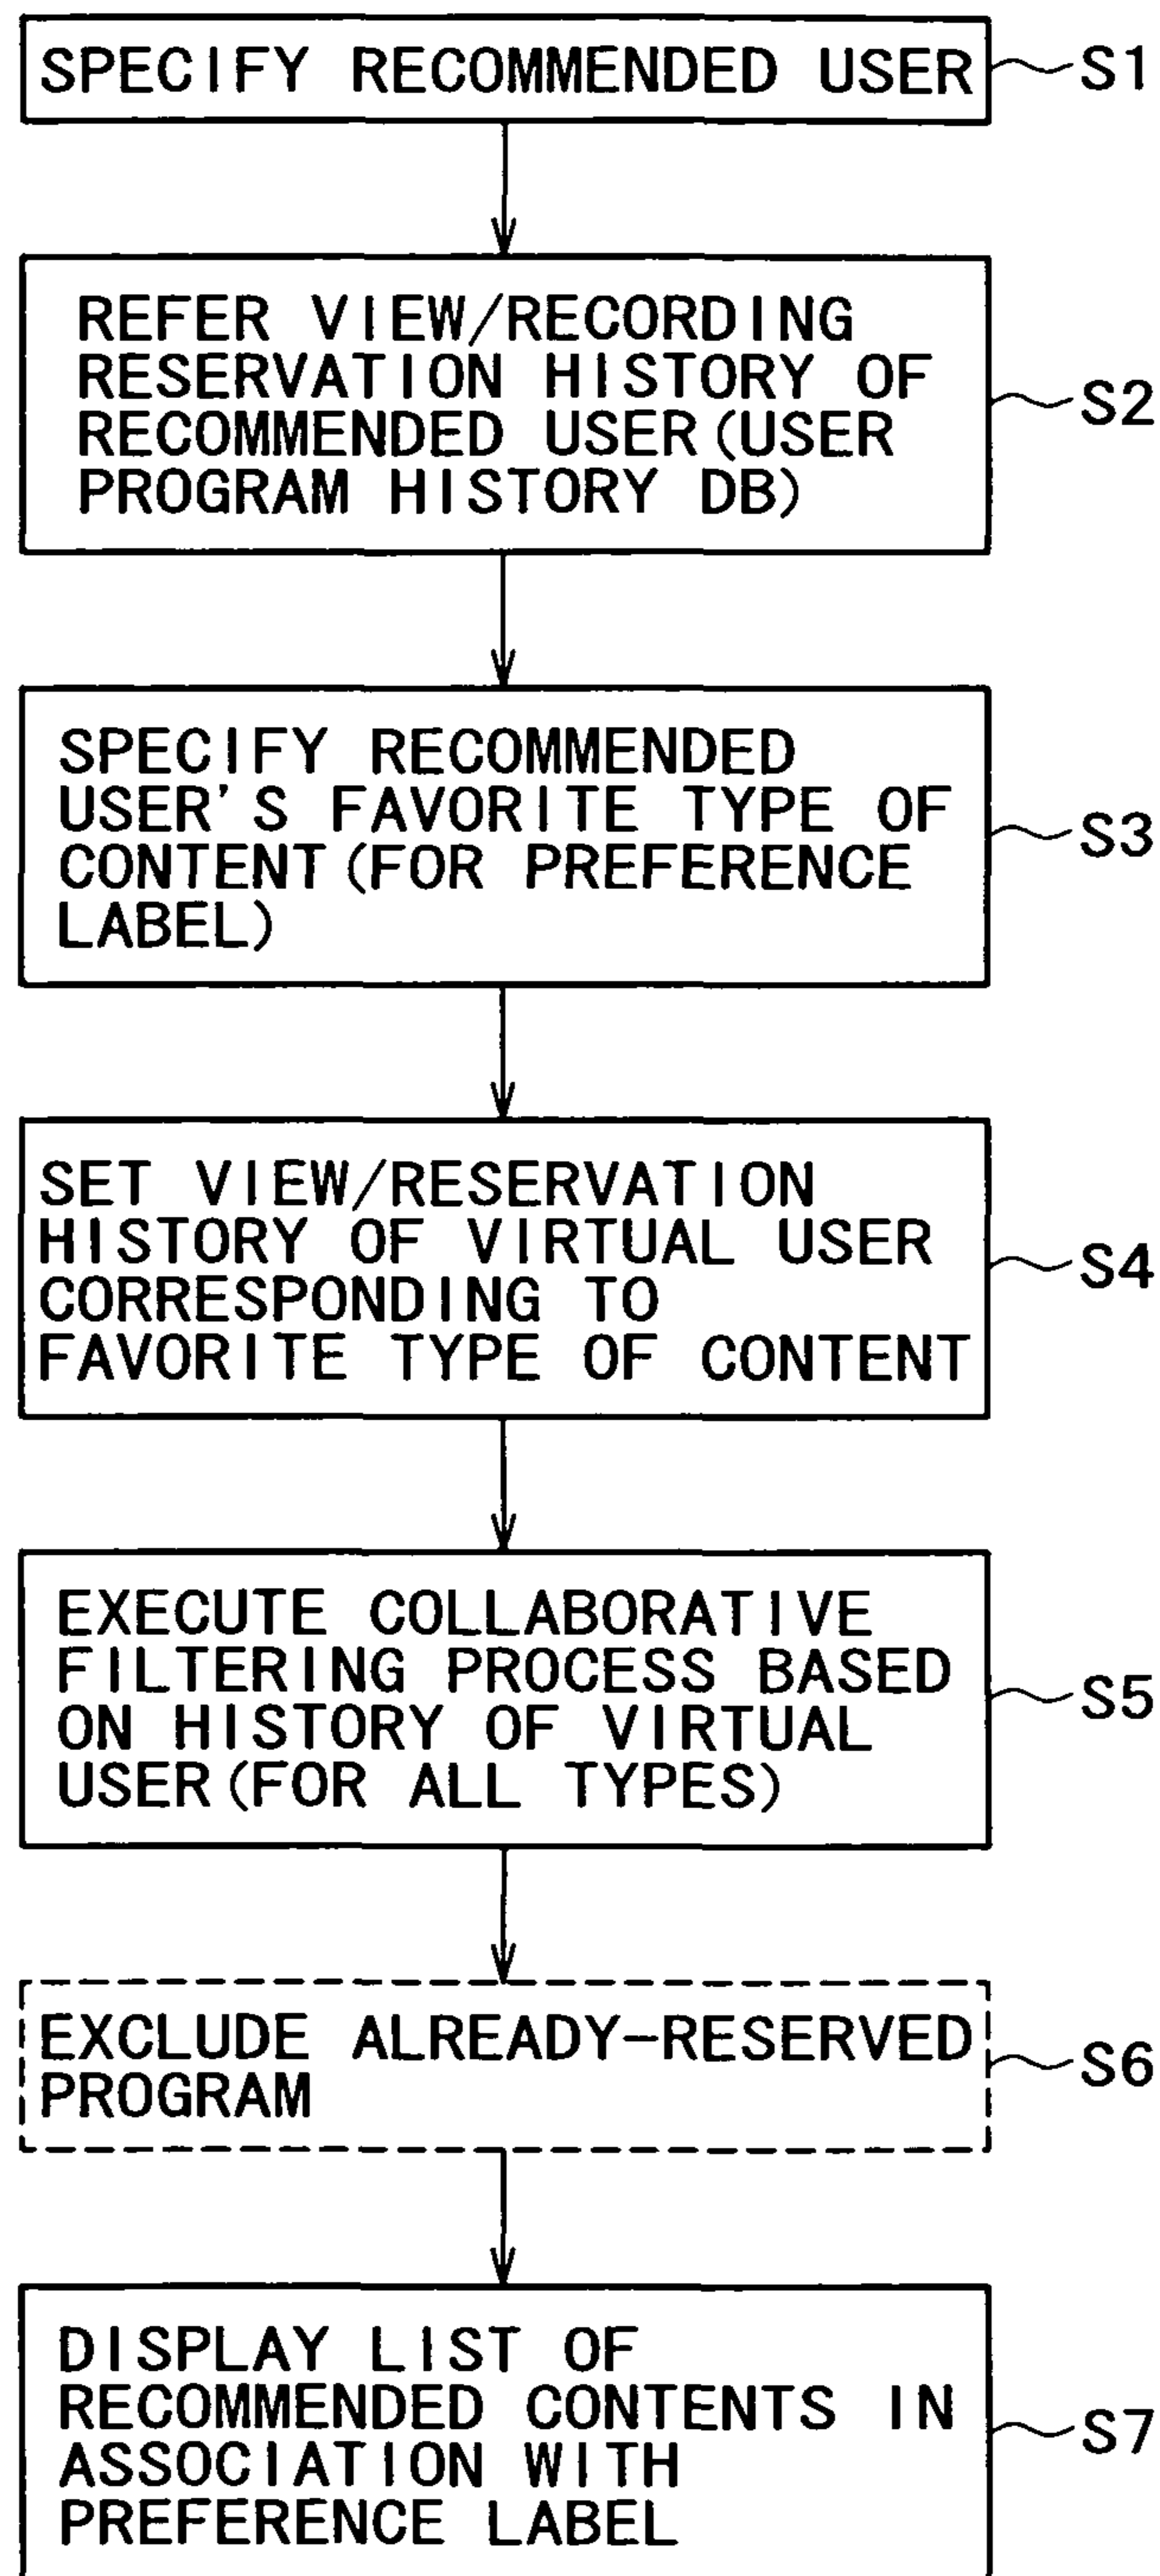 SPECIFY RECOMMENDED USER
S1
REFER VIEW/RECORDING
RESERVATION HISTORY OF
RECOMMENDED USER(USER
PROGRAM HISTORY DB)
S2
SPECIFY RECOMMENDED
USER'S FAVORITE TYPE OF
CONTENT(FOR PREFERENCE
LABEL)
S3
SET VIEW/RESERVATION
HISTORY OF VIRTUAL USER
CORRESPONDING TO
FAVORITE TYPE OF CONTENT
S4
EXECUTE COLLABORATIVE
FILTERING PROCESS BASED
ON HISTORY OF VIRTUAL
USER(FOR ALL TYPES)
S5
EXCLUDE ALREADY-RESERVED
PROGRAM
S6
DISPLAY LIST OF
RECOMMENDED CONTENTS IN
ASSOCIATION WITH
PREFERENCE LABEL
S7